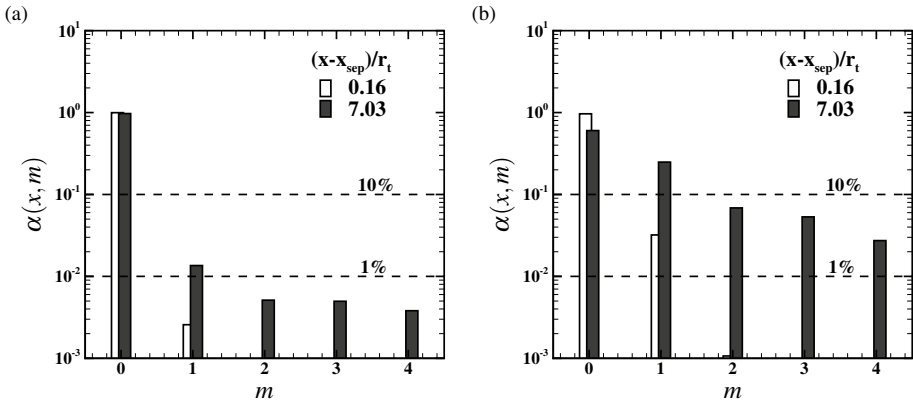 (a)
(b)
10¹
10¹
(x-x_sep)/r_t
(x-x_sep)/r_t
0.16
0.16
7.03
7.03
10⁰
10⁰
α(x, m)
α(x, m)
10%
10%
10⁻¹
10⁻¹
1%
1%
10⁻²
10⁻²
10⁻³
10⁻³
0 1 2 3 4
0 1 2 3 4
m
m